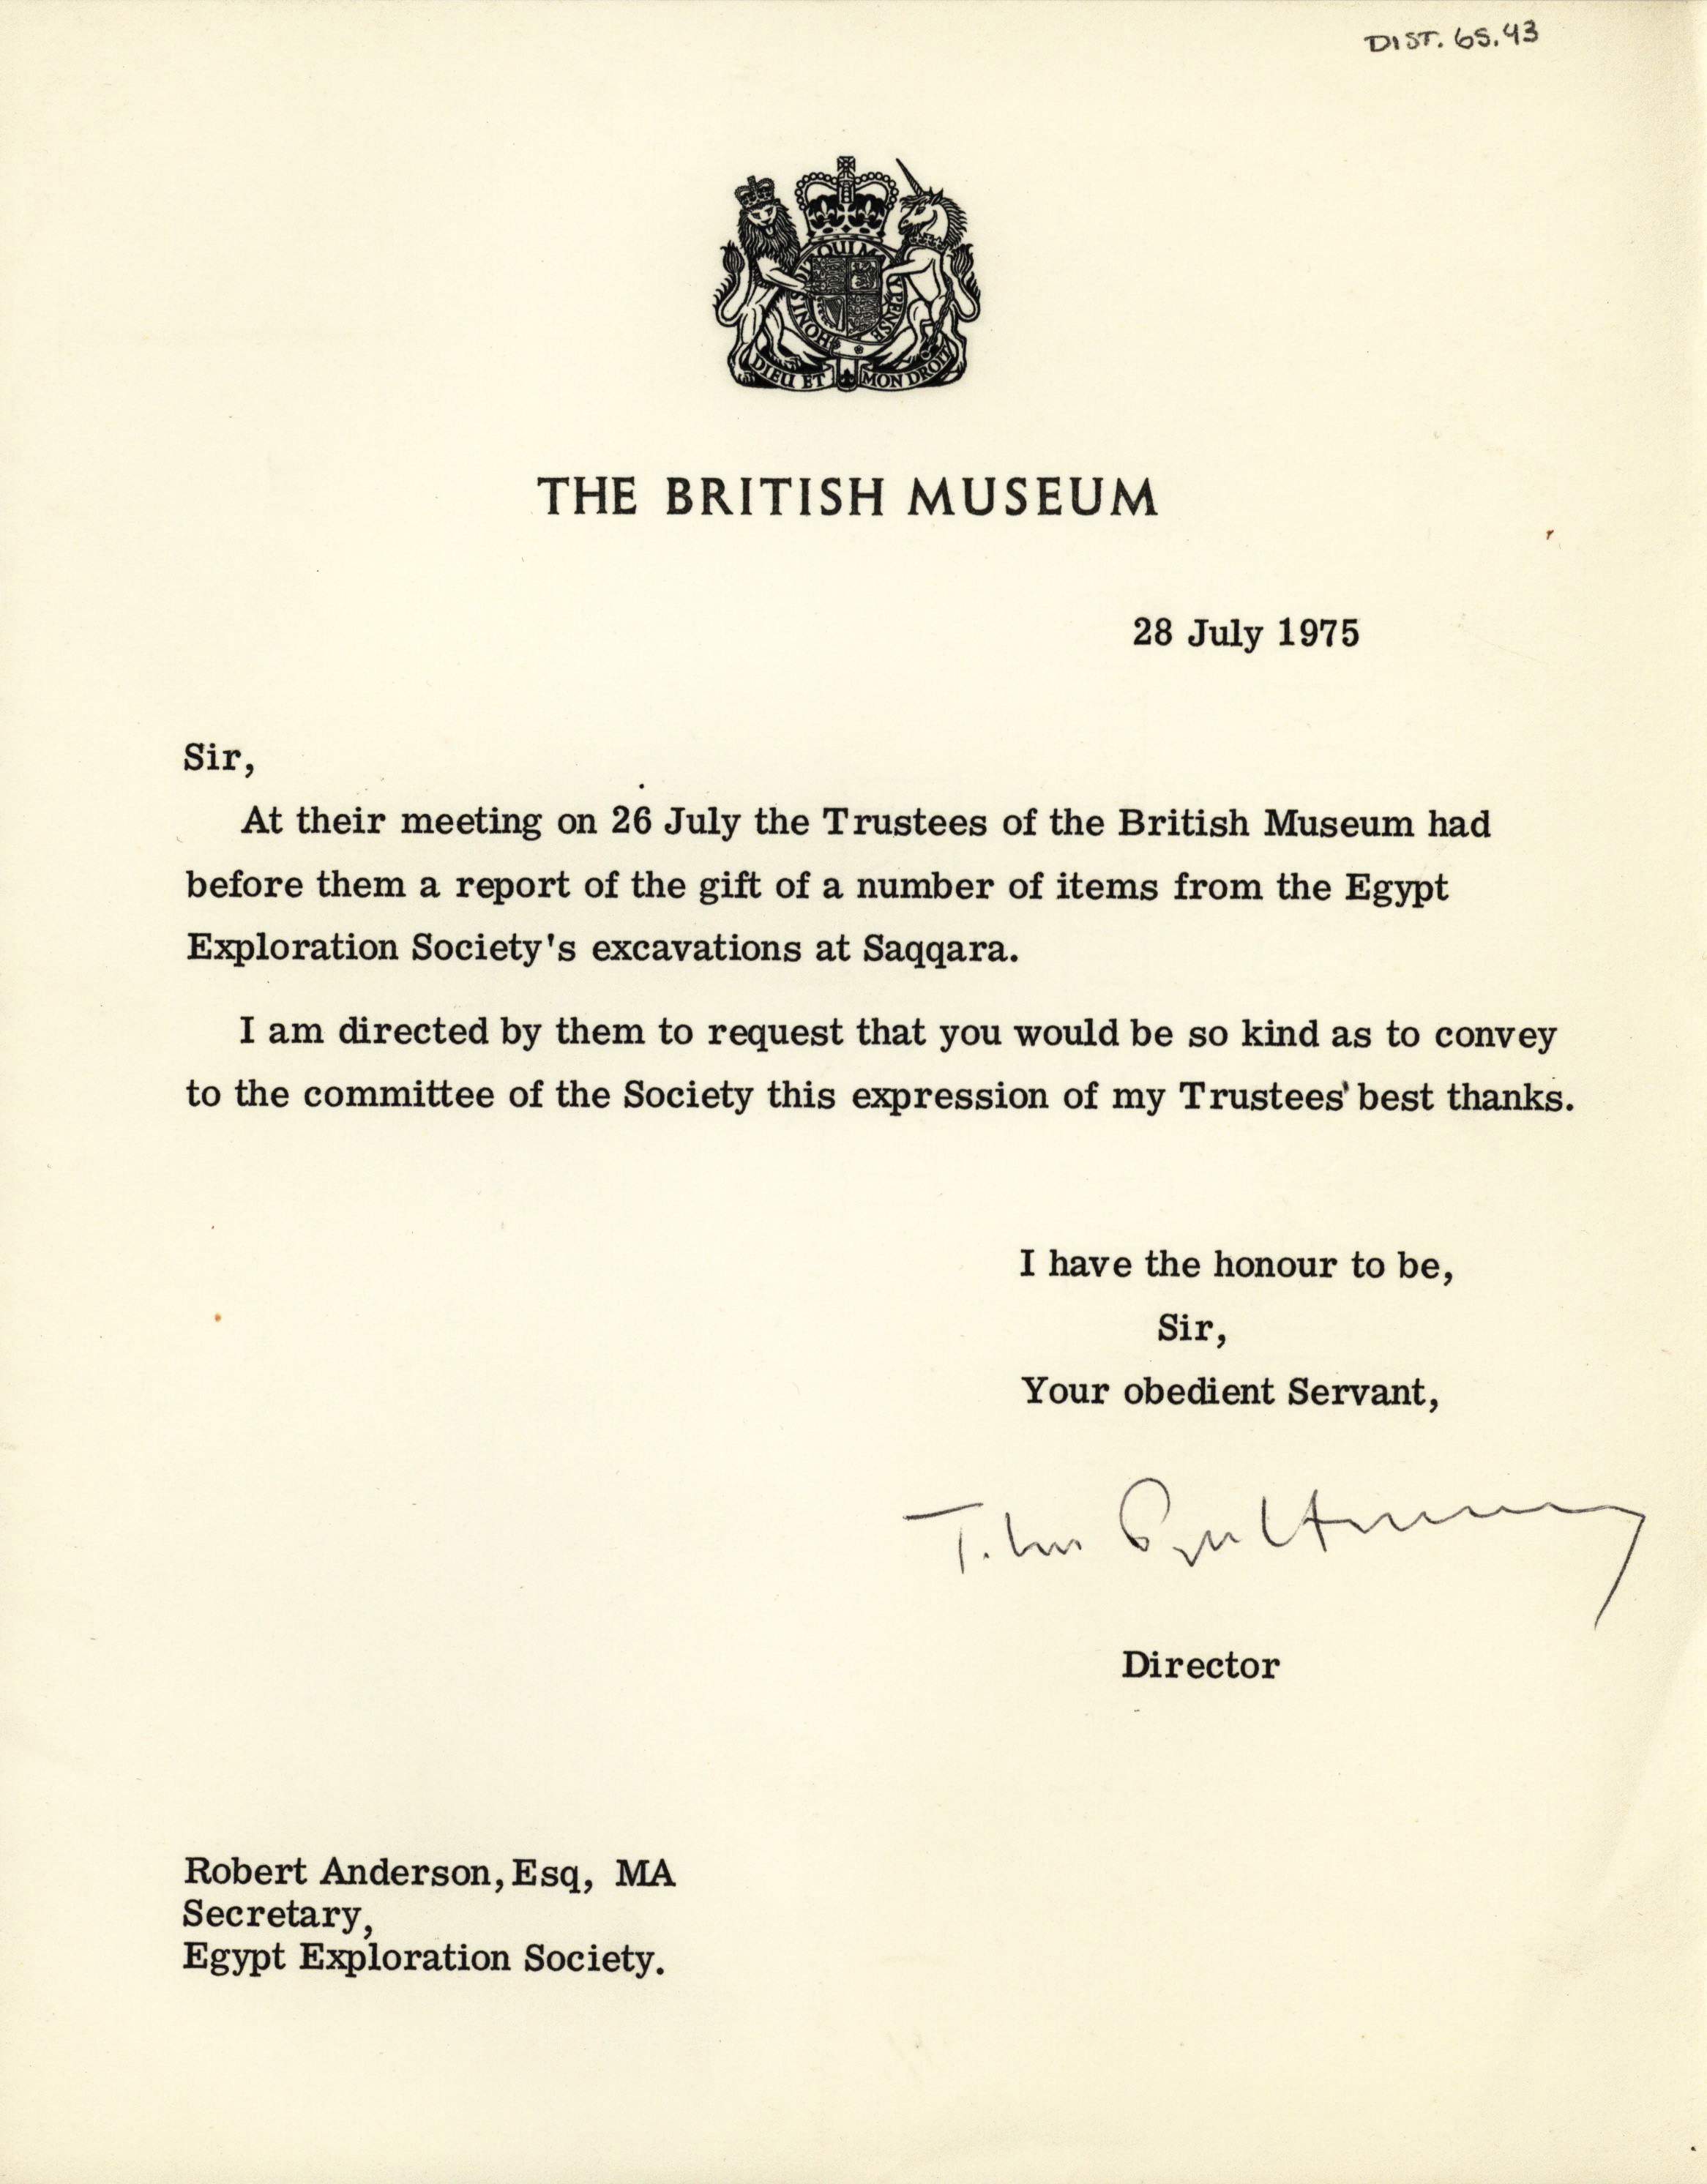 DIST. 65.43
HONI S QUI M Y PENSE
DIEU ET MON DROIT
THE BRITISH MUSEUM
28 July 1975
Sir,
At their meeting on 26 July the Trustees of the British Museum had
before them a report of the gift of a number of items from the Egypt
Exploration Society's excavations at Saqqara.
I am directed by them to request that you would be so kind as to convey
to the committee of the Society this expression of my Trustees' best thanks.
I have the honour to be,
Sir,
Your obedient Servant,
Director
Robert Anderson, Esq, MA
Secretary,
Egypt Exploration Society.